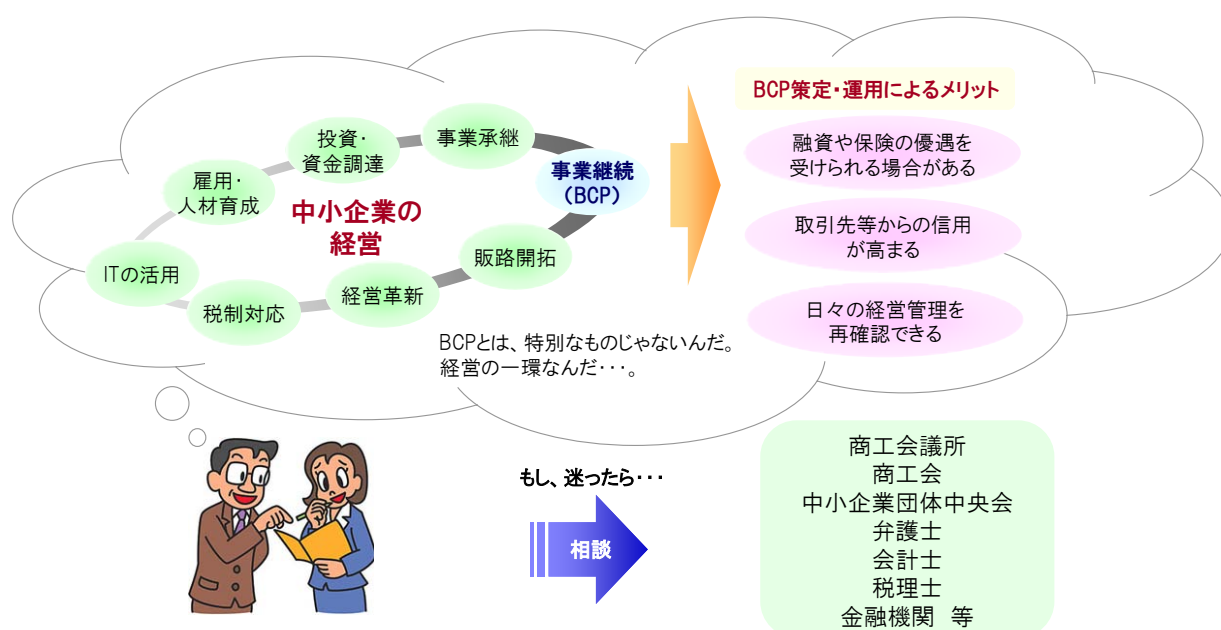 投資・
資金調達
事業承継
事業継続
（BCP）
雇用・
人材育成
中小企業の
経営
ITの活用
税制対応
経営革新
販路開拓
BCPとは、特別なものじゃないんだ。
経営の一環なんだ・・・。
BCP策定・運用によるメリット
融資や保険の優遇を
受けられる場合がある
取引先等からの信用
が高まる
日々の経営管理を
再確認できる
もし、迷ったら・・・
相談
商工会議所
商工会
中小企業団体中央会
弁護士
会計士
税理士
金融機関　等